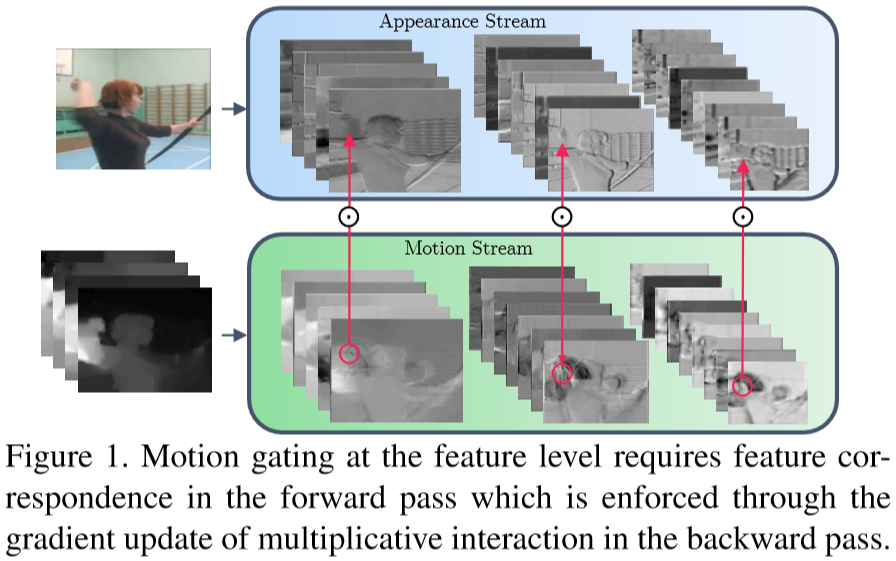 Appearance Stream
Motion Stream
Figure 1. Motion gating at the feature level requires feature cor-
respondence in the forward pass which is enforced through the
gradient update of multiplicative interaction in the backward pass.